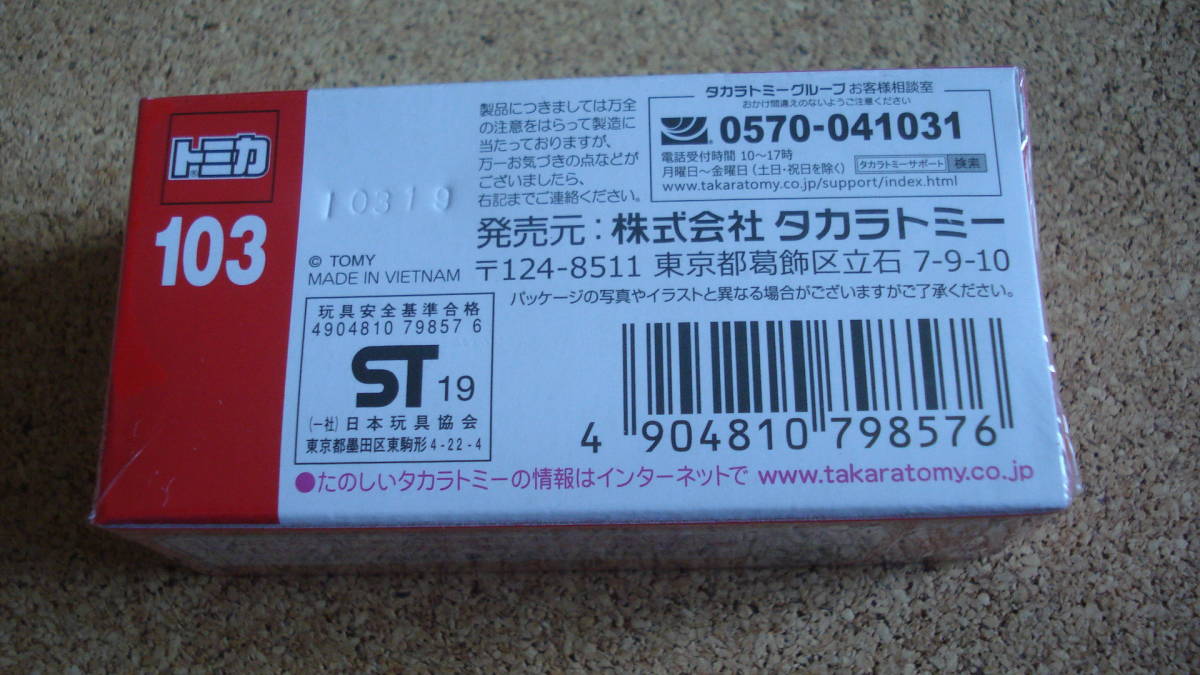 トミカ
103
10319
© TOMY
MADE IN VIETNAM
製品につきましては万全
の注意をはらって製造に
当たっておりますが、
万一お気づきの点などが
ございましたら、
右記までご連絡ください。
タカラトミーグループ お客様相談室
おかけ間違えのないようご注意ください
0570-041031
電話受付時間 10〜17時
月曜日〜金曜日 (土日・祝日を除く) タカラトミーサポート 検索
www.takaratomy.co.jp/support/index.html
発売元:株式会社 タカラトミー
〒124-8511 東京都葛飾区立石 7-9-10
パッケージの写真やイラストと異なる場合がございますがご了承ください。
玩具安全基準合格
4904810 79857 6
ST 19
(一社) 日本玩具協会
東京都墨田区東駒形 4-22-4
4 904810 798576
●たのしいタカラトミーの情報はインターネットで www.takaratomy.co.jp